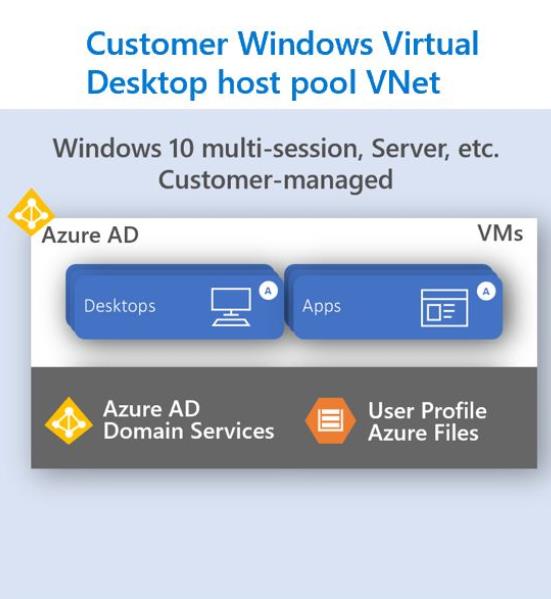 Customer Windows Virtual
Desktop host pool VNet
Windows 10 multi-session, Server, etc.
Customer-managed
Azure AD
VMs
Desktops
A
Apps
A
Azure AD
Domain Services
User Profile
Azure Files